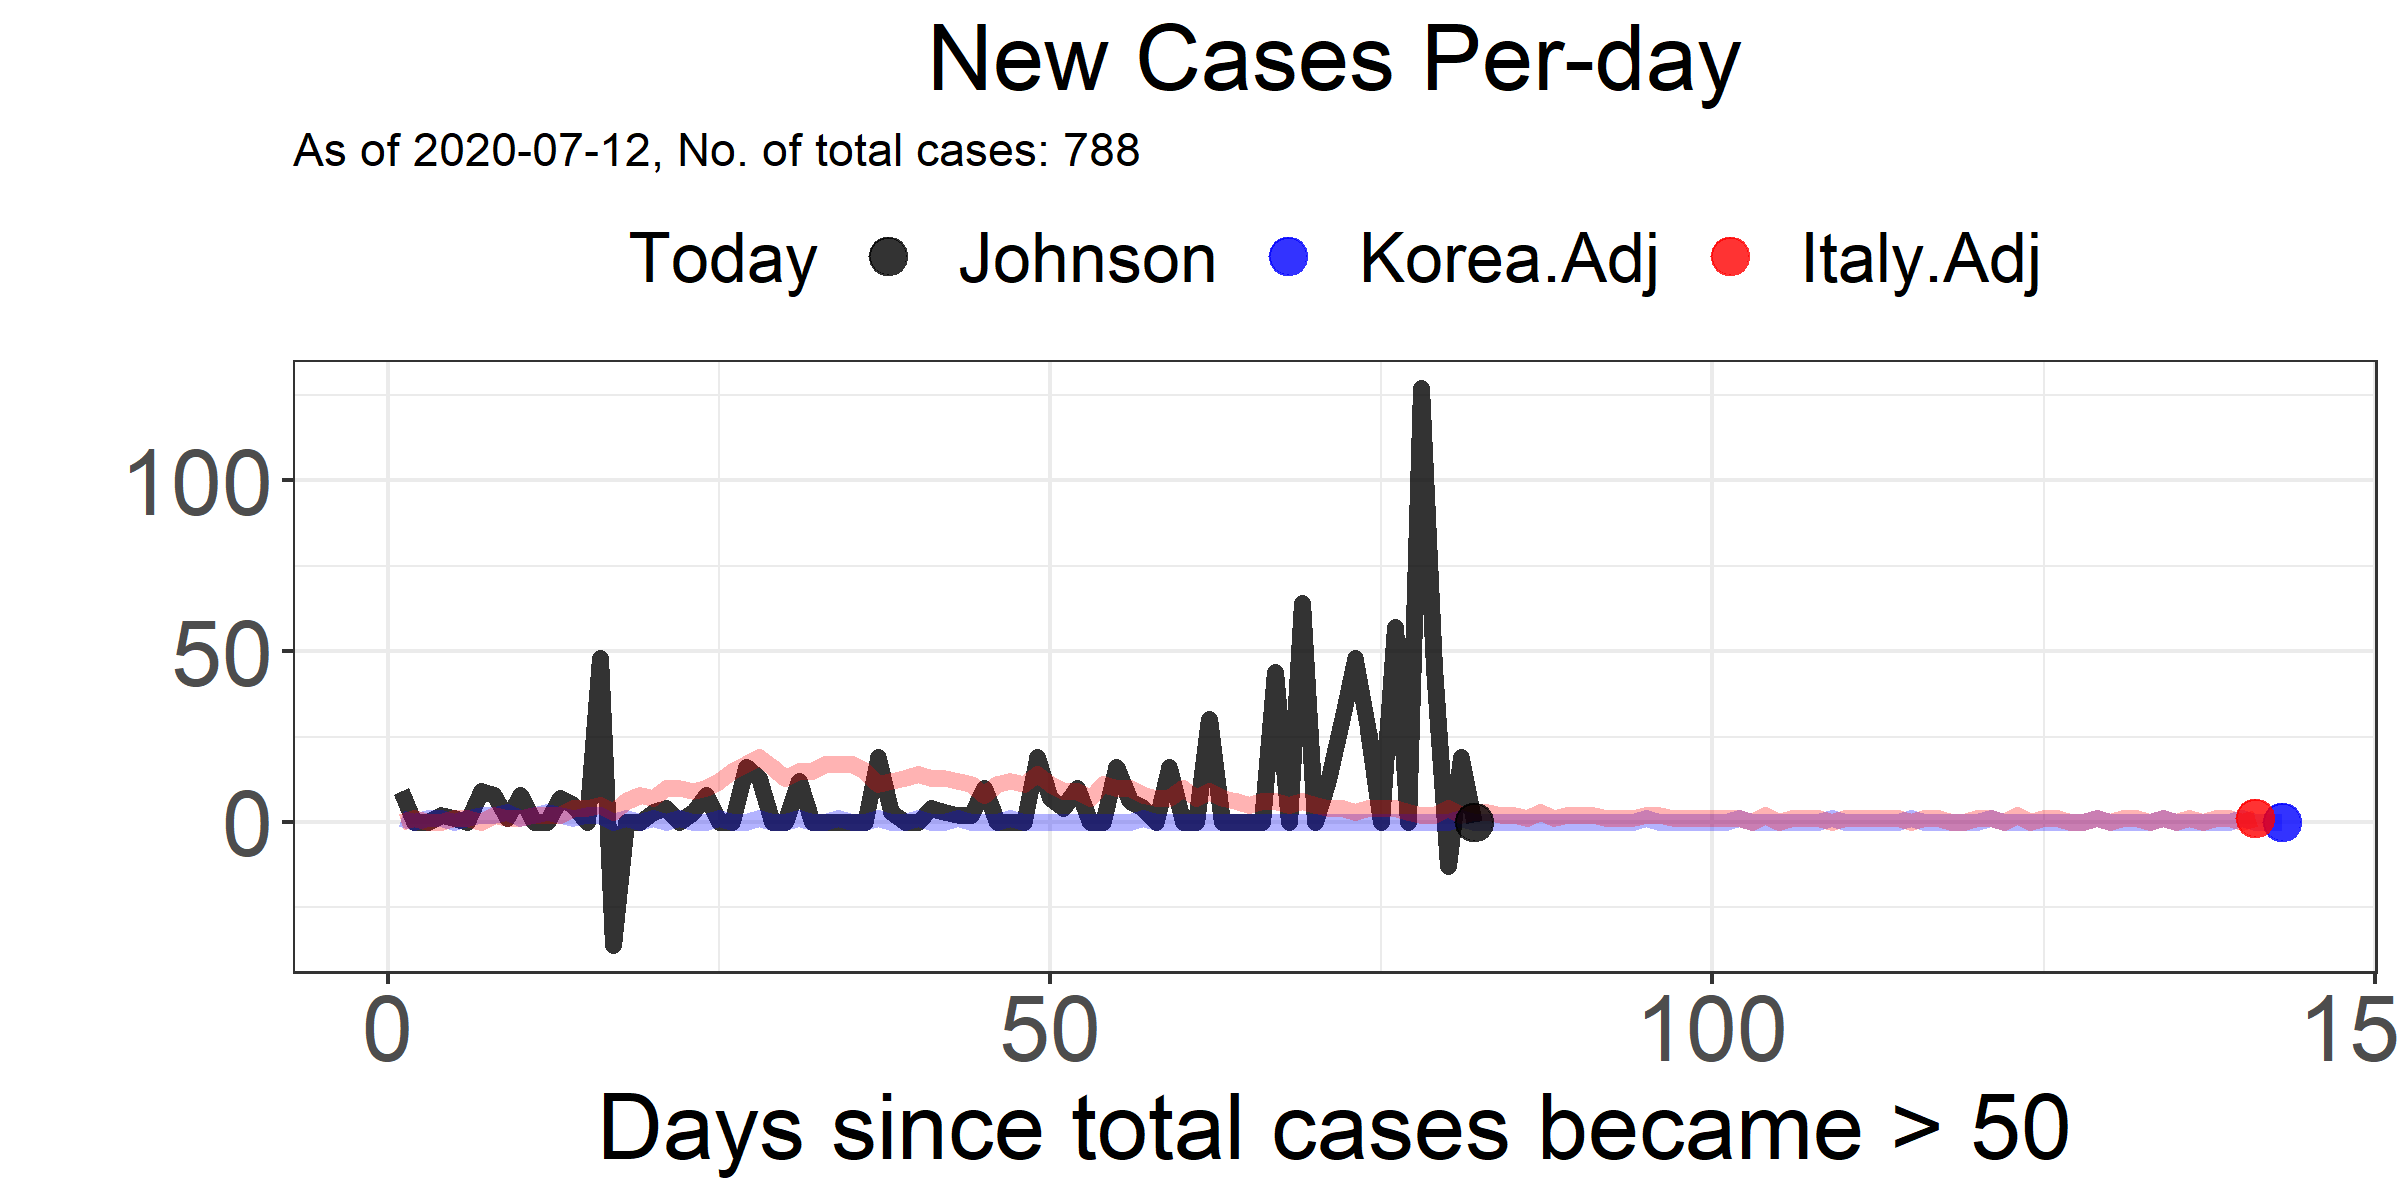 New Cases Per-day
As of 2020-07-12, No. of total cases: 788
Today Johnson Korea.Adj Italy.Adj
100
50
0
0 50 100 15
Days since total cases became > 50